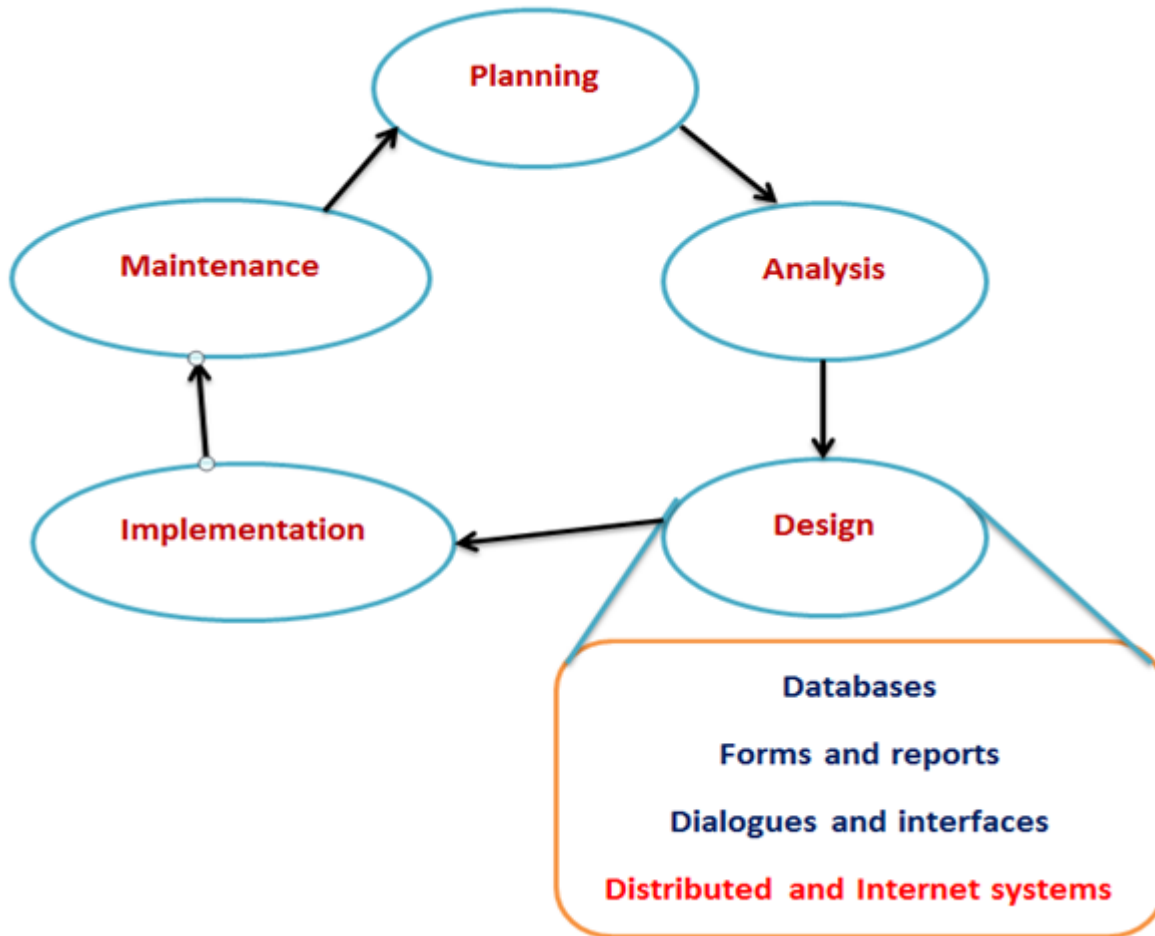 Planning
Maintenance
Analysis
Implementation
Design
Databases
Forms and reports
Dialogues and interfaces
Distributed and Internet systems